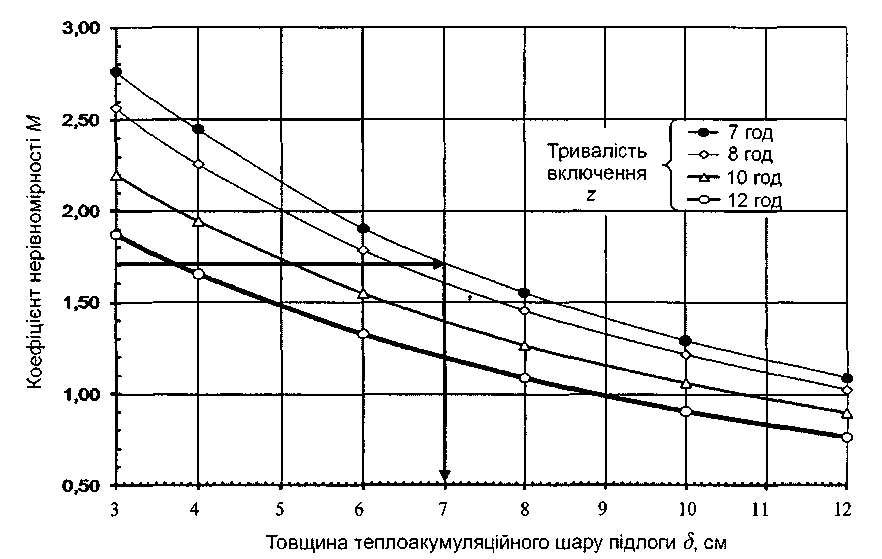 Коефіцієнт нерівномірності M
3,00
2,50
2,00
1,50
1,00
0,50
Тривалість
включення
z
7 год
8 год
10 год
12 год
3 4 5 6 7 8 9 10 11 12
Товщина теплоакумуляційного шару підлоги δ, см